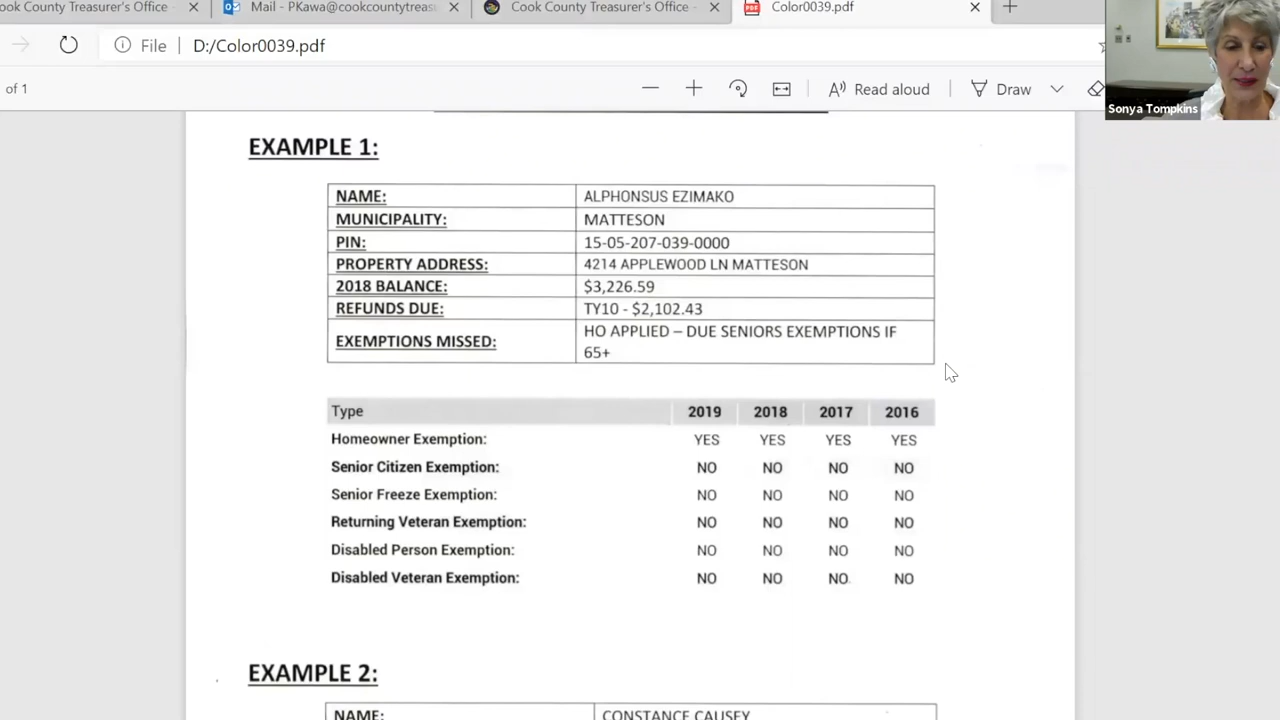 ook County Treasurer's Office -
Mail - PKawa@cookcountytreas
Cook County Treasurer's Office -
Color0039.pdf
File
D:/Color0039.pdf
of 1
Read aloud
Draw
Sonya Tompkins
EXAMPLE 1:
NAME: ALPHONSUS EZIMAKO
MUNICIPALITY: MATTESON
PIN: 15-05-207-039-0000
PROPERTY ADDRESS: 4214 APPLEWOOD LN MATTESON
2018 BALANCE: $3,226.59
REFUNDS DUE: TY10 - $2,102.43
EXEMPTIONS MISSED: HO APPLIED – DUE SENIORS EXEMPTIONS IF
65+
Type 2019 2018 2017 2016
Homeowner Exemption: YES YES YES YES
Senior Citizen Exemption: NO NO NO NO
Senior Freeze Exemption: NO NO NO NO
Returning Veteran Exemption: NO NO NO NO
Disabled Person Exemption: NO NO NO NO
Disabled Veteran Exemption: NO NO NO NO
EXAMPLE 2:
NAME: CONSTANCE CAUSEY